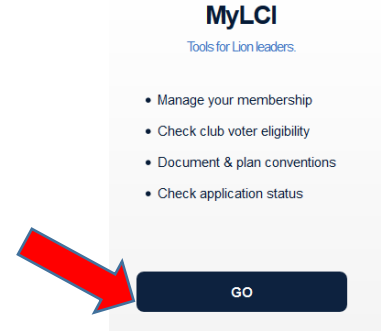 MyLCI
Tools for Lion leaders.
• Manage your membership
• Check club voter eligibility
• Document & plan conventions
• Check application status
GO